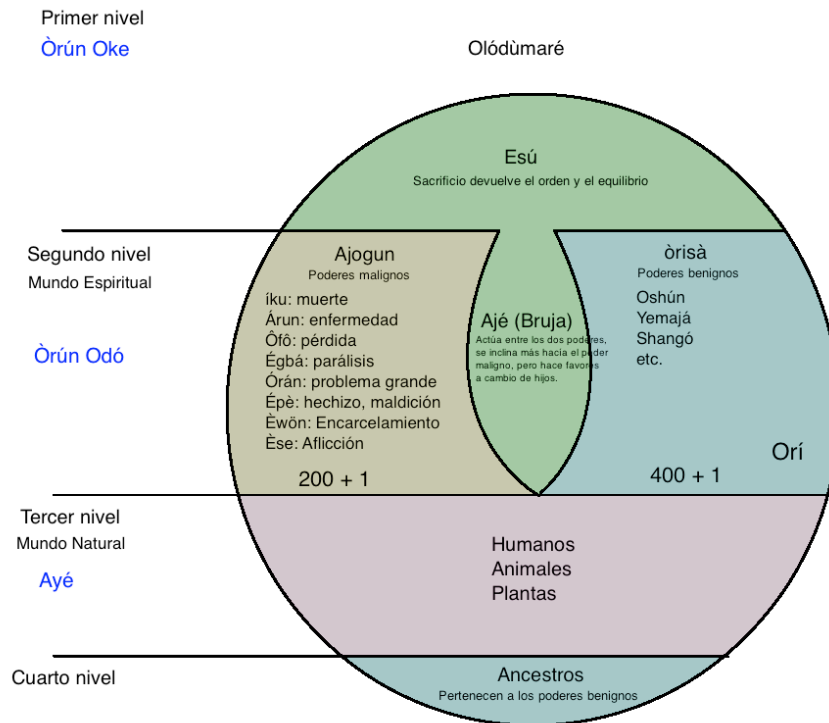 Primer nivel
Òrún Oke
Olódùmaré
Esú
Sacrificio devuelve el orden y el equilibrio
Segundo nivel
Mundo Espiritual
Òrún Odó
Ajogun
Poderes malignos
íku: muerte
Árun: enfermedad
Ôfô: pérdida
Égbá: parálisis
Órán: problema grande
Épè: hechizo, maldición
Èwön: Encarcelamiento
Èse: Aflicción
200 + 1
Ajé (Bruja)
Actúa entre los dos poderes,
se inclina màs hacia el poder
maligno, pero hace favores
a cambio de hijos.
òrisà
Poderes benignos
Oshún
Yemajá
Shangó
etc.
Orí
400 + 1
Tercer nivel
Mundo Natural
Ayé
Humanos
Animales
Plantas
Cuarto nivel
Ancestros
Pertenecen a los poderes benignos